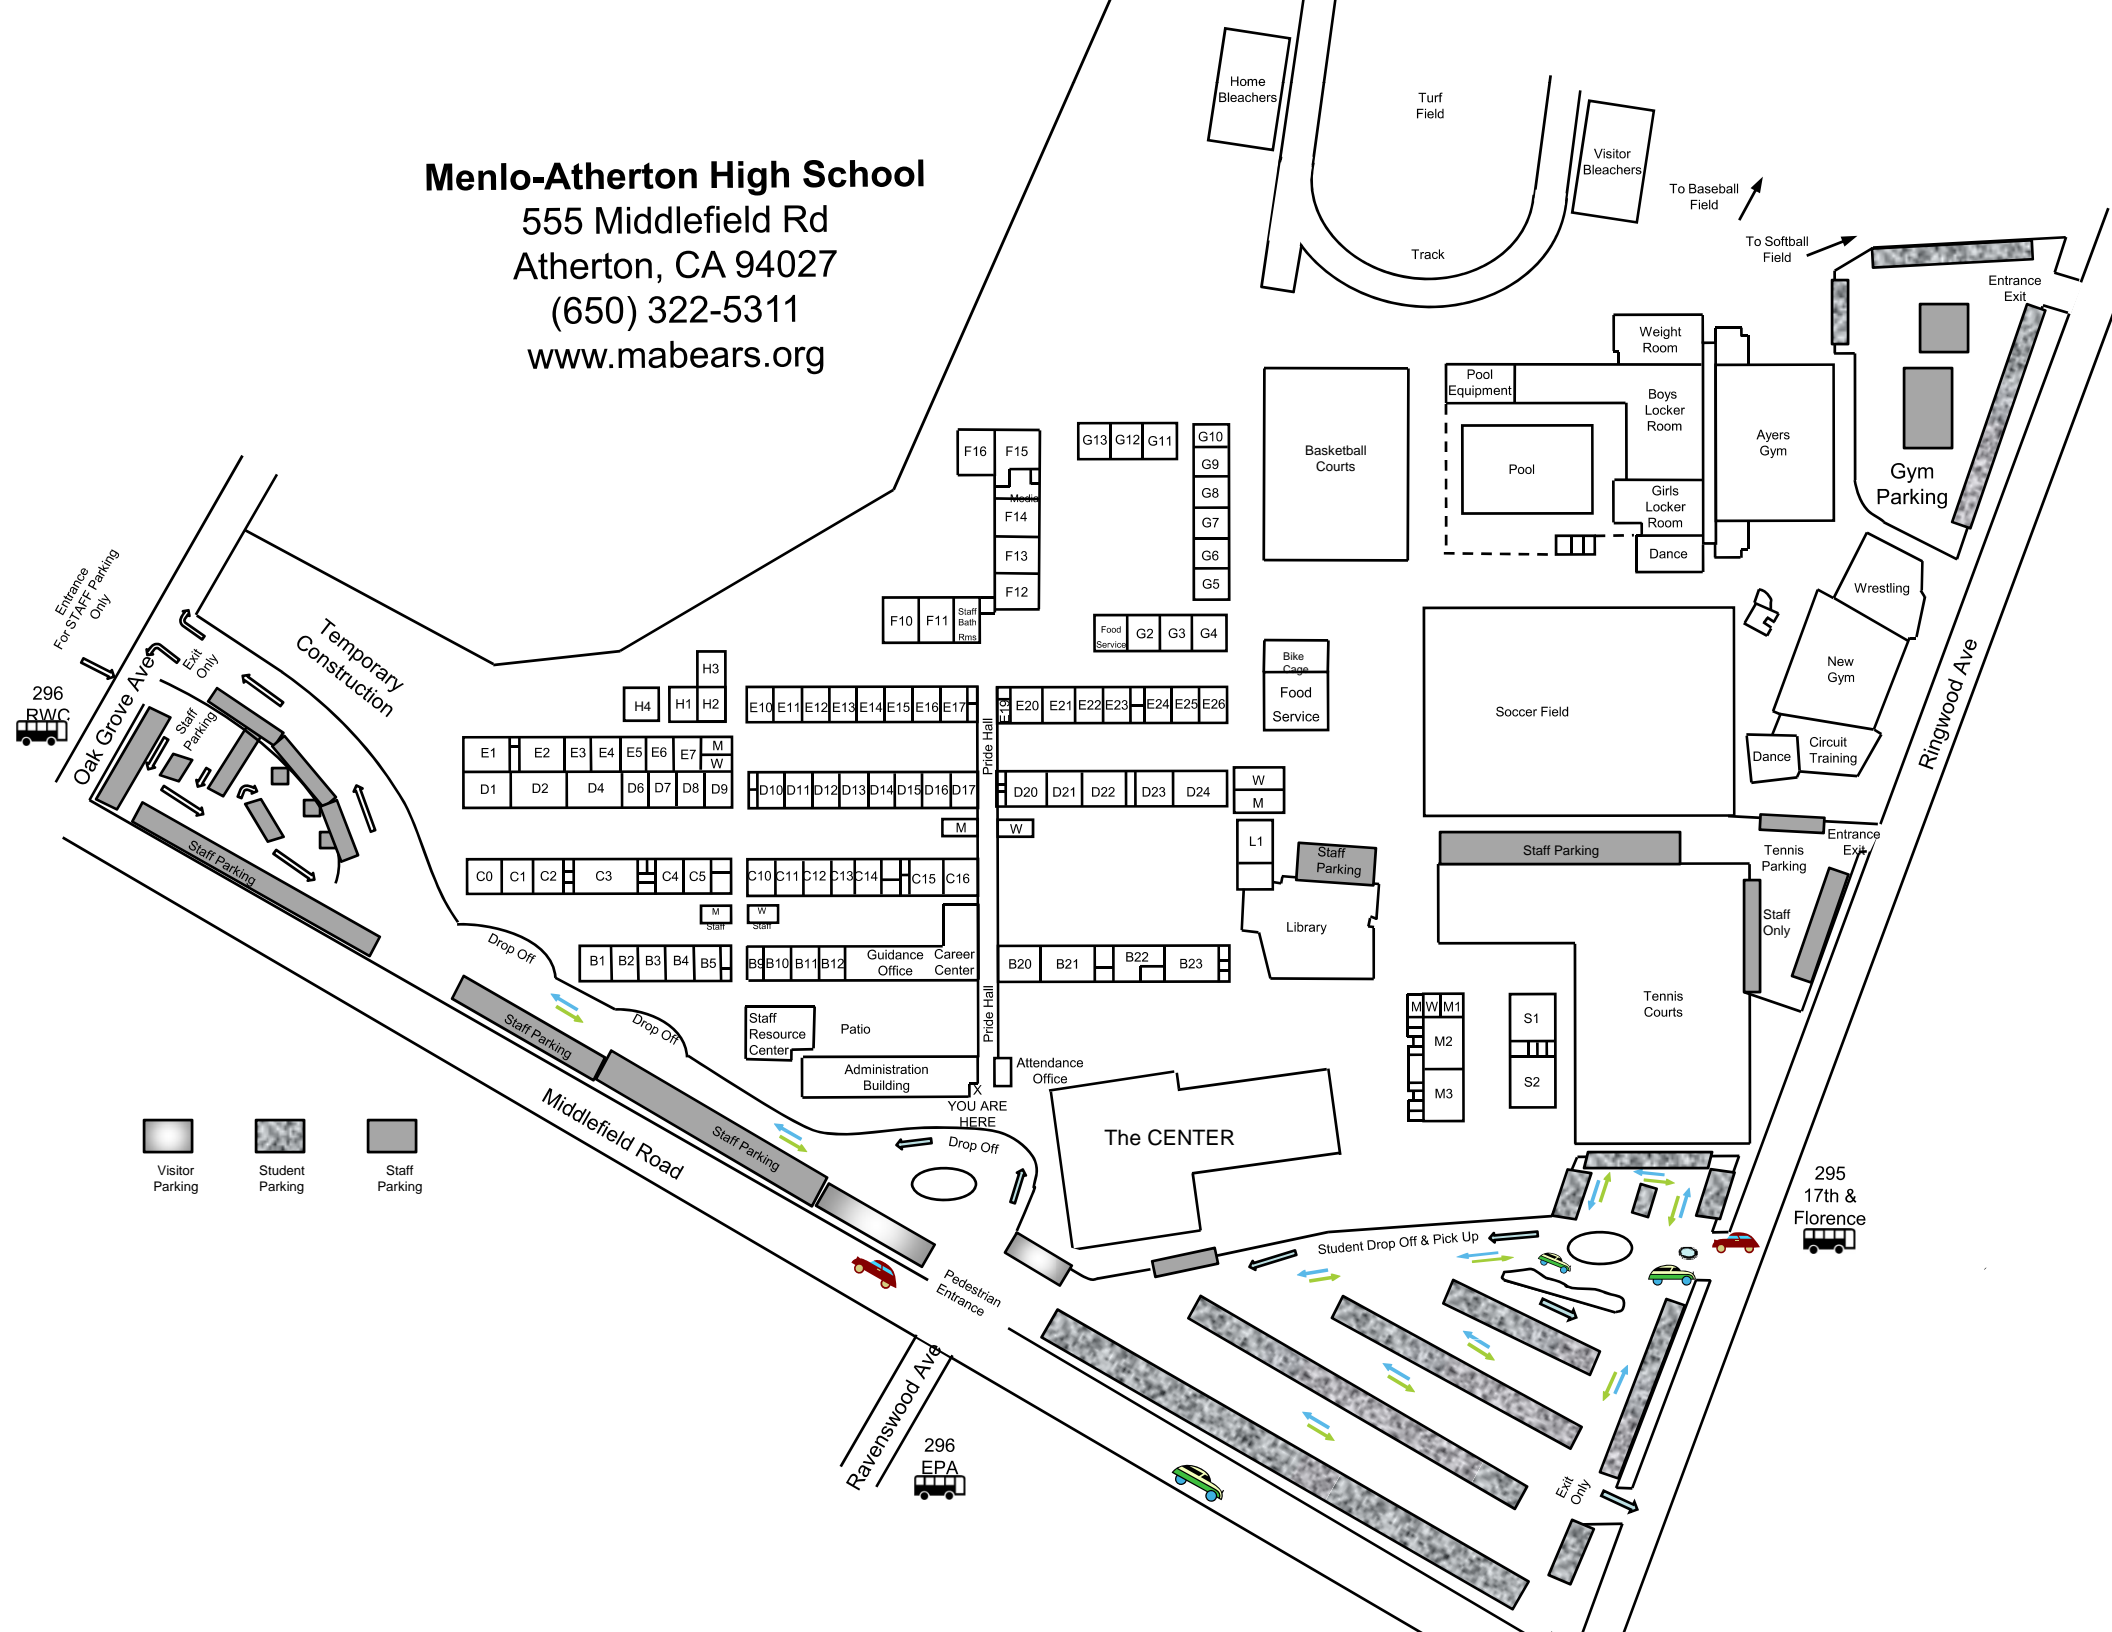 Menlo-Atherton High School
555 Middlefield Rd
Atherton, CA 94027
(650) 322-5311
www.mabears.org
Home
Bleachers
Turf
Field
Visitor
Bleachers
Track
To Baseball
Field
To Softball
Field
Entrance
Exit
Weight
Room
Pool
Equipment
Boys
Locker
Room
Ayers
Gym
Pool
Girls
Locker
Room
Dance
Basketball
Courts
Gym
Parking
Wrestling
New
Gym
Circuit
Training
Dance
Ringwood Ave
Soccer Field
F16
F15
Media
F14
F13
F12
F10
F11
Staff
Bath
Rms
G13
G12
G11
G10
G9
G8
G7
G6
G5
Food
Service
G2
G3
G4
Bike
Cage
Food
Service
Entrance
For STAFF Parking
Only
Exit
Only
Temporary
Construction
296
RWC
Oak Grove Ave
Staff
Parking
Staff Parking
H3
H4
H1
H2
E10
E11
E12
E13
E14
E15
E16
E17
E19
E20
E21
E22
E23
E24
E25
E26
Pride Hall
E1
E2
E3
E4
E5
E6
E7
M
W
D1
D2
D4
D6
D7
D8
D9
D10
D11
D12
D13
D14
D15
D16
D17
D20
D21
D22
D23
D24
W
M
M
W
L1
Staff
Parking
Library
C0
C1
C2
C3
C4
C5
C10
C11
C12
C13
C14
C15
C16
M
Staff
W
Staff
B1
B2
B3
B4
B5
B9
B10
B11
B12
Guidance
Office
Career
Center
B20
B21
B22
B23
Pride Hall
Staff
Resource
Center
Patio
Administration
Building
Attendance
Office
X
YOU ARE
HERE
Drop Off
Drop Off
Drop Off
Staff Parking
Staff Parking
Middlefield Road
Staff Parking
Entrance
Exit
Tennis
Parking
Staff
Only
Tennis
Courts
M
W
M1
M2
M3
S1
S2
The CENTER
Visitor
Parking
Student
Parking
Staff
Parking
295
17th &
Florence
Student Drop Off & Pick Up
Pedestrian
Entrance
Ravenswood Ave
296
EPA
Exit
Only